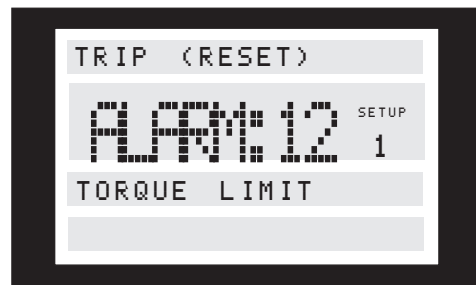 TRIP (RESET)
ALARM:12 SETUP
1
TORQUE LIMIT